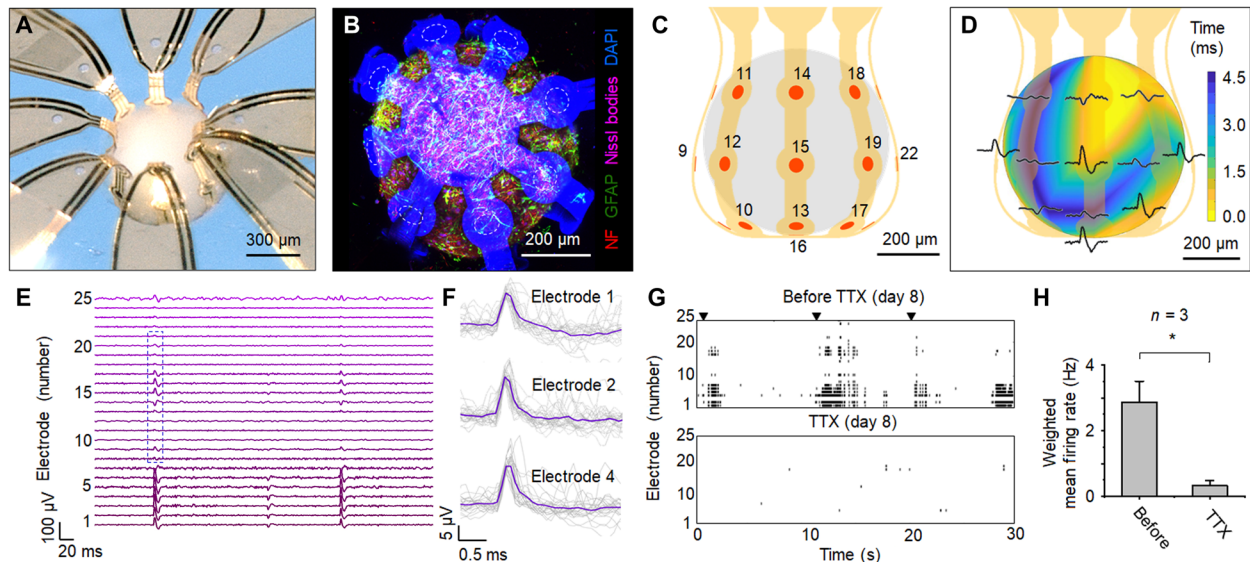 A
300 µm
B
NF GFAP Nissl bodies DAPI
200 µm
C
11
14
18
12
15
19
9
22
10
13
17
16
200 µm
D
Time
(ms)
4.5
3.0
1.5
0.0
200 µm
E
25
20
15
10
5
1
Electrode (number)
100 µV
20 ms
F
Electrode 1
Electrode 2
Electrode 4
5 µV
0.5 ms
G
Before TTX (day 8)
25
20
10
1
TTX (day 8)
20
10
1
Electrode (number)
0
10
20
30
Time (s)
H
n = 3
*
Weighted
mean firing rate (Hz)
4
3
2
1
0
Before
TTX